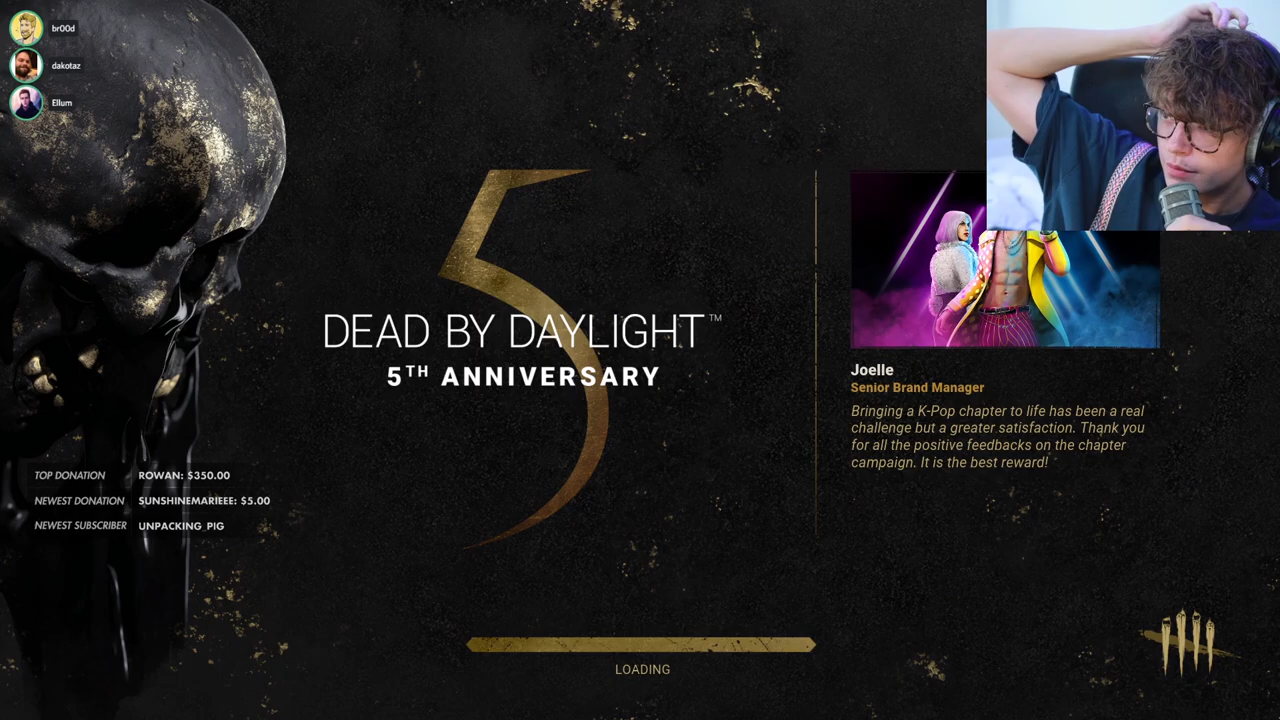 br00d
dakotaz
Ellum
DEAD BY DAYLIGHT™
5TH ANNIVERSARY
Joelle
Senior Brand Manager
Bringing a K-Pop chapter to life has been a real
challenge but a greater satisfaction. Thank you
for all the positive feedbacks on the chapter
campaign. It is the best reward!
TOP DONATION ROWAN: $350.00
NEWEST DONATION SUNSHINEMARIEEE: $5.00
NEWEST SUBSCRIBER UNPACKING_PIG
LOADING